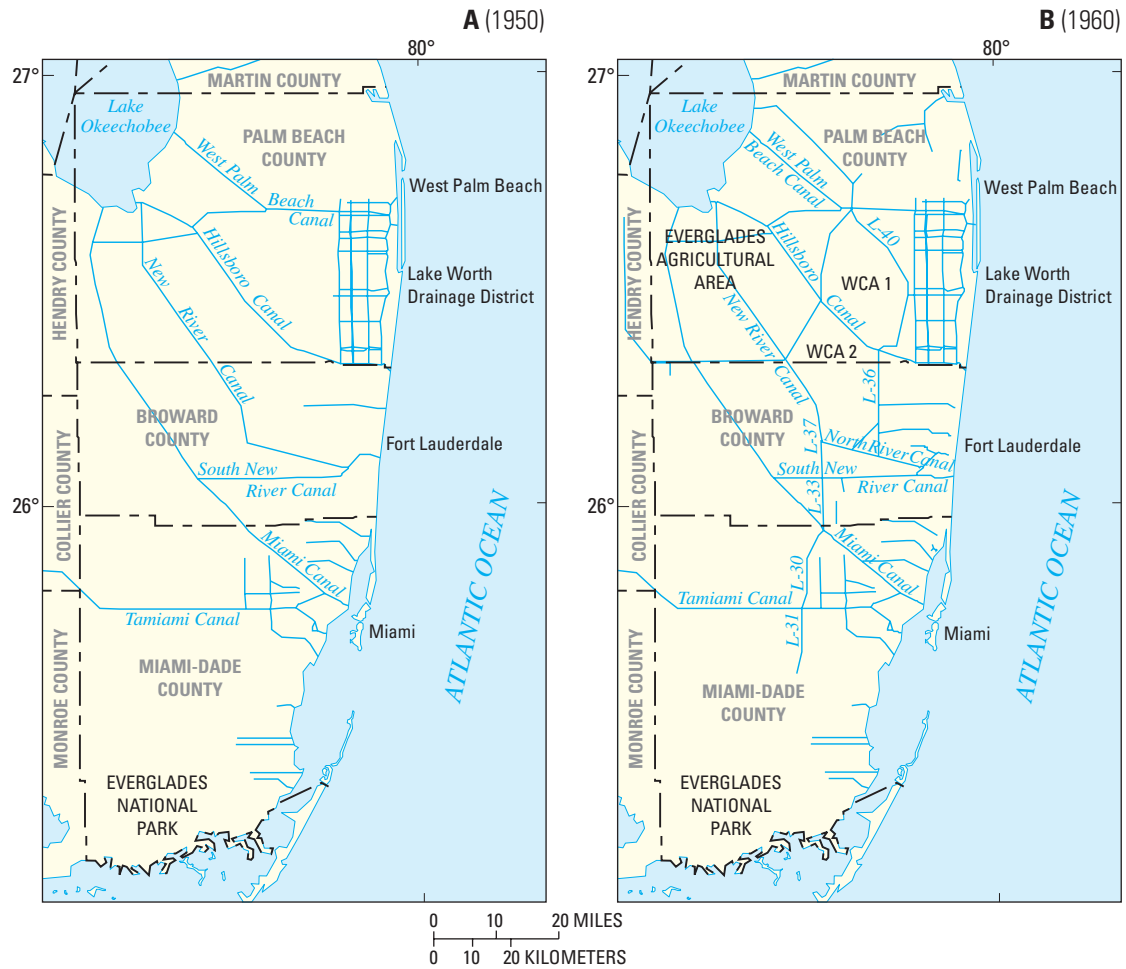 A (1950)
80°
27°
MARTIN COUNTY
Lake
Okeechobee
PALM BEACH
COUNTY
West Palm
Beach
Canal
West Palm Beach
HENDRY COUNTY
Hillsboro
Canal
New
River
Canal
Lake Worth
Drainage District
BROWARD
COUNTY
Fort Lauderdale
South New
River Canal
COLLIER COUNTY
26°
Miami Canal
Tamiami Canal
Miami
ATLANTIC OCEAN
MIAMI-DADE
COUNTY
MONROE COUNTY
EVERGLADES
NATIONAL
PARK
B (1960)
80°
27°
MARTIN COUNTY
Lake
Okeechobee
PALM BEACH
COUNTY
West Palm
Beach Canal
West Palm Beach
L-40
HENDRY COUNTY
EVERGLADES
AGRICULTURAL
AREA
Hillsboro
Canal
WCA 1
Lake Worth
Drainage District
New River
Canal
WCA 2
L-36
BROWARD
COUNTY
L-37
North River Canal
Fort Lauderdale
South New
River Canal
L-33
COLLIER COUNTY
26°
Miami Canal
L-30
Tamiami Canal
L-31
Miami
ATLANTIC OCEAN
MIAMI-DADE
COUNTY
MONROE COUNTY
EVERGLADES
NATIONAL
PARK
0 10 20 MILES
0 10 20 KILOMETERS